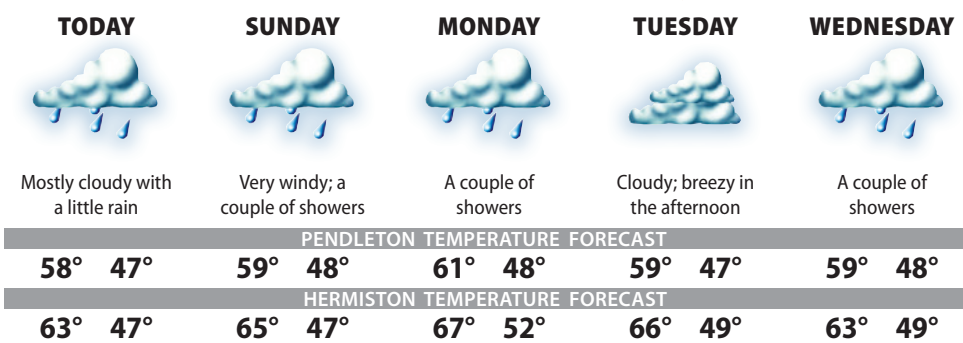 TODAY SUNDAY MONDAY TUESDAY WEDNESDAY
Mostly cloudy with a little rain
Very windy; a couple of showers
A couple of showers
Cloudy; breezy in the afternoon
A couple of showers
PENDLETON TEMPERATURE FORECAST
58° 47° 59° 48° 61° 48° 59° 47° 59° 48°
HERMISTON TEMPERATURE FORECAST
63° 47° 65° 47° 67° 52° 66° 49° 63° 49°